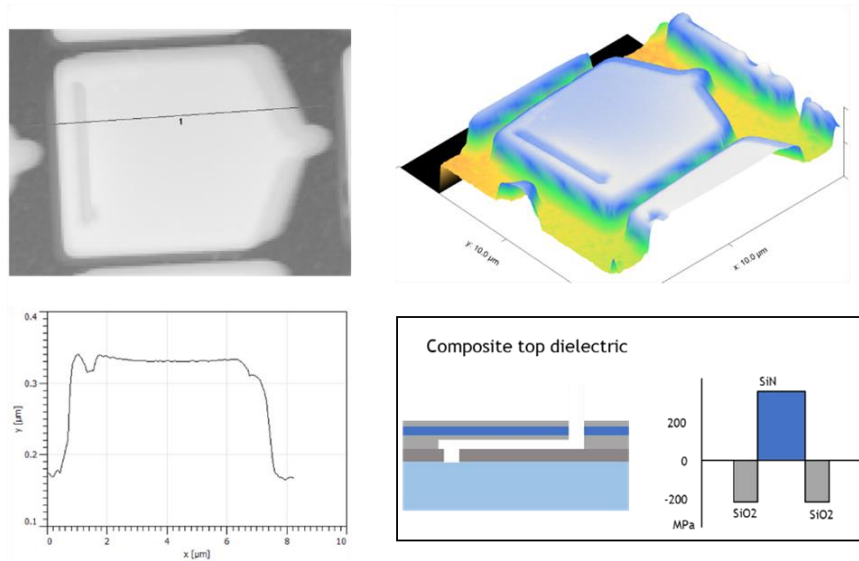 1
y: 10.0 µm
x: 10.0 µm
0.4
0.3
0.2
0.1
y [µm]
0
2
4
6
8
10
x [µm]
Composite top dielectric
SiN
200
0
-200
MPa
SiO2
SiO2